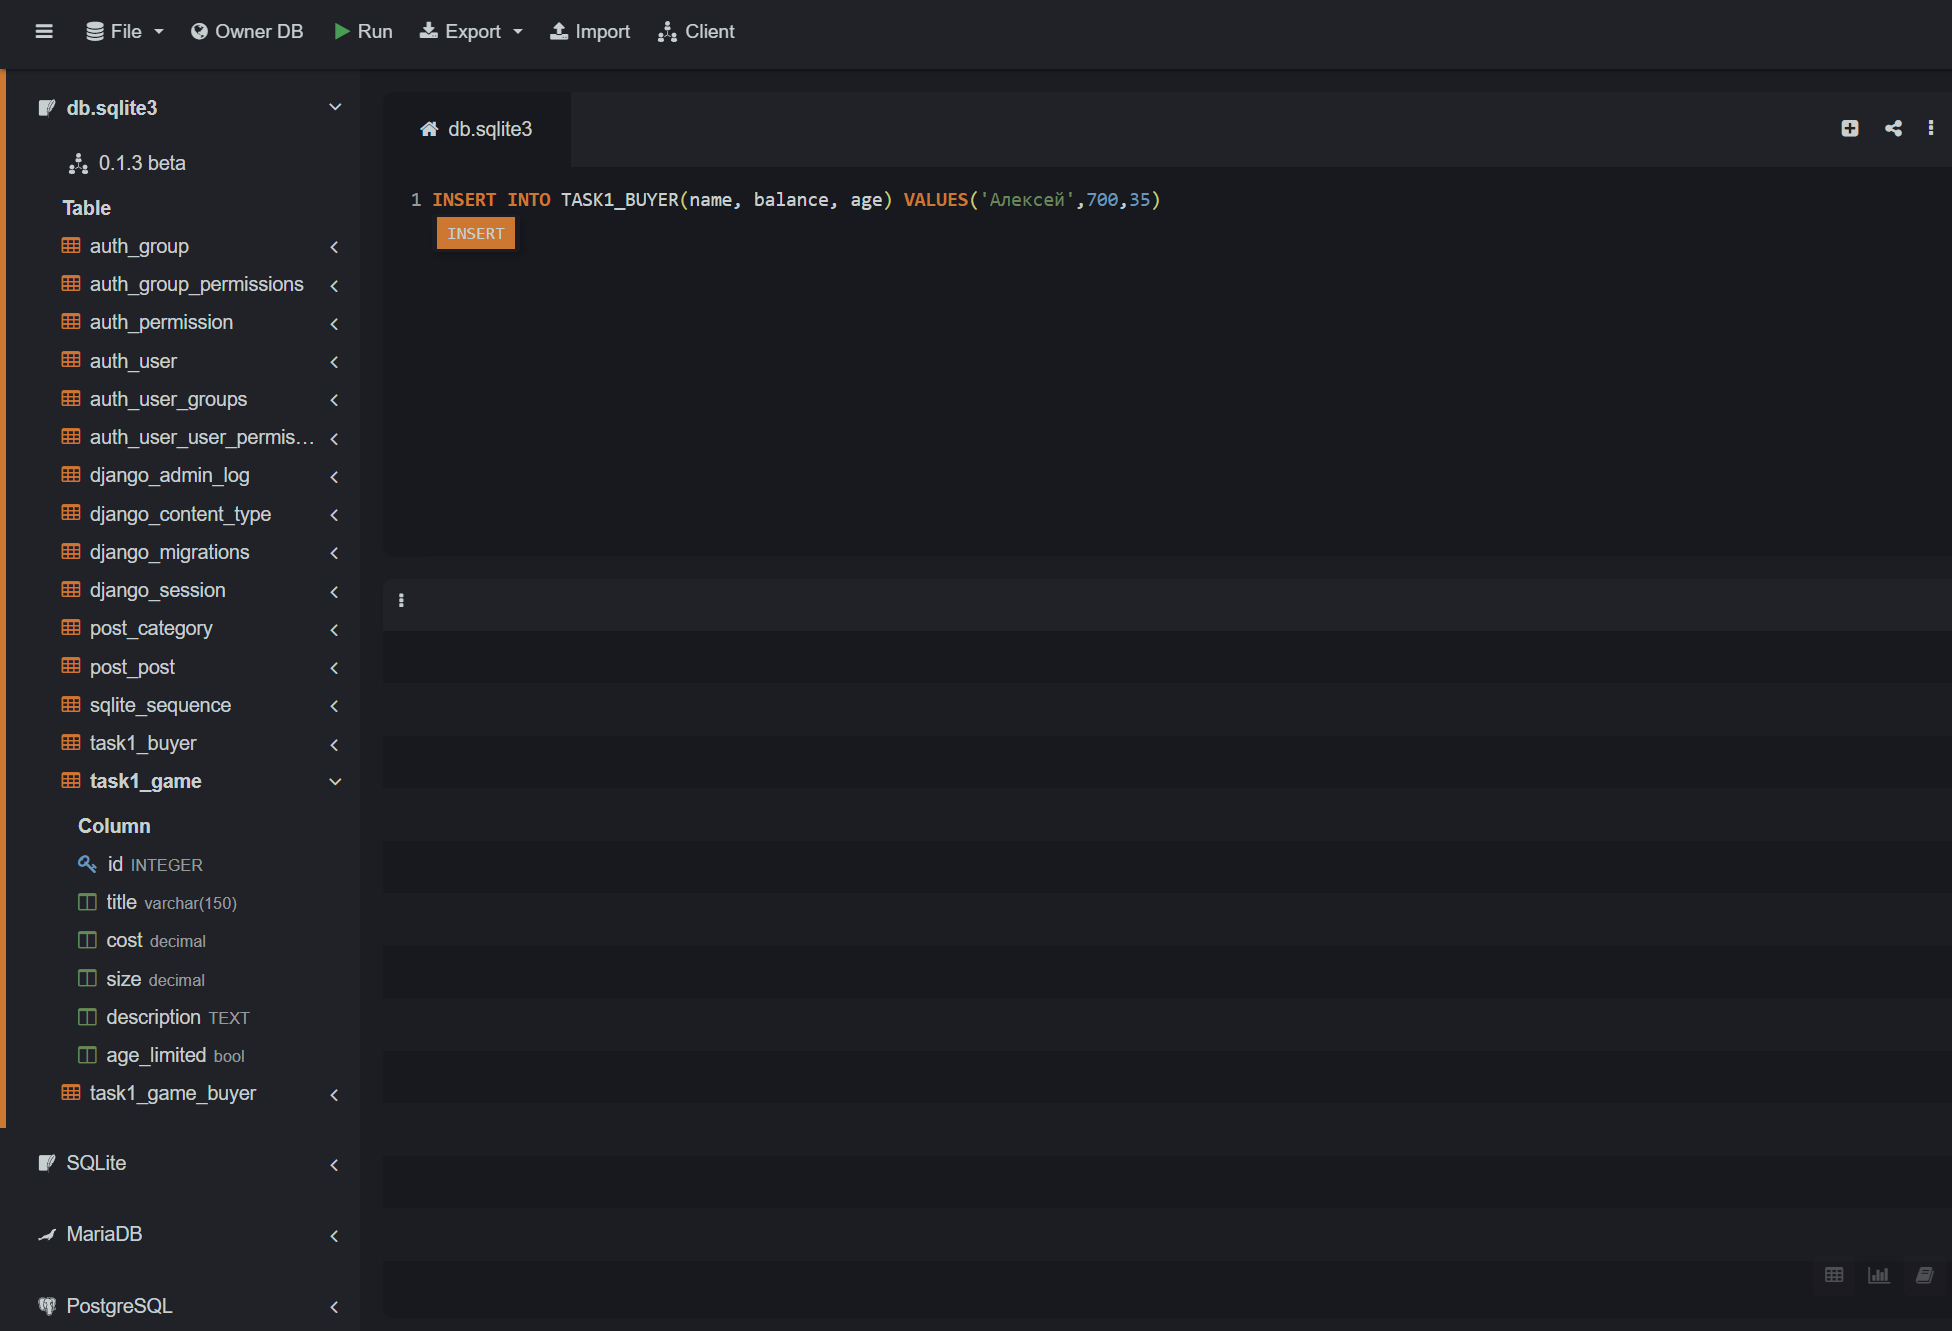 File Owner DB Run Export Import Client
db.sqlite3
0.1.3 beta
Table
auth_group
auth_group_permissions
auth_permission
auth_user
auth_user_groups
auth_user_user_permis...
django_admin_log
django_content_type
django_migrations
django_session
post_category
post_post
sqlite_sequence
task1_buyer
task1_game
Column
id INTEGER
title varchar(150)
cost decimal
size decimal
description TEXT
age_limited bool
task1_game_buyer
SQLite
MariaDB
PostgreSQL
db.sqlite3
1 INSERT INTO TASK1_BUYER(name, balance, age) VALUES('Алексей',700,35)
INSERT